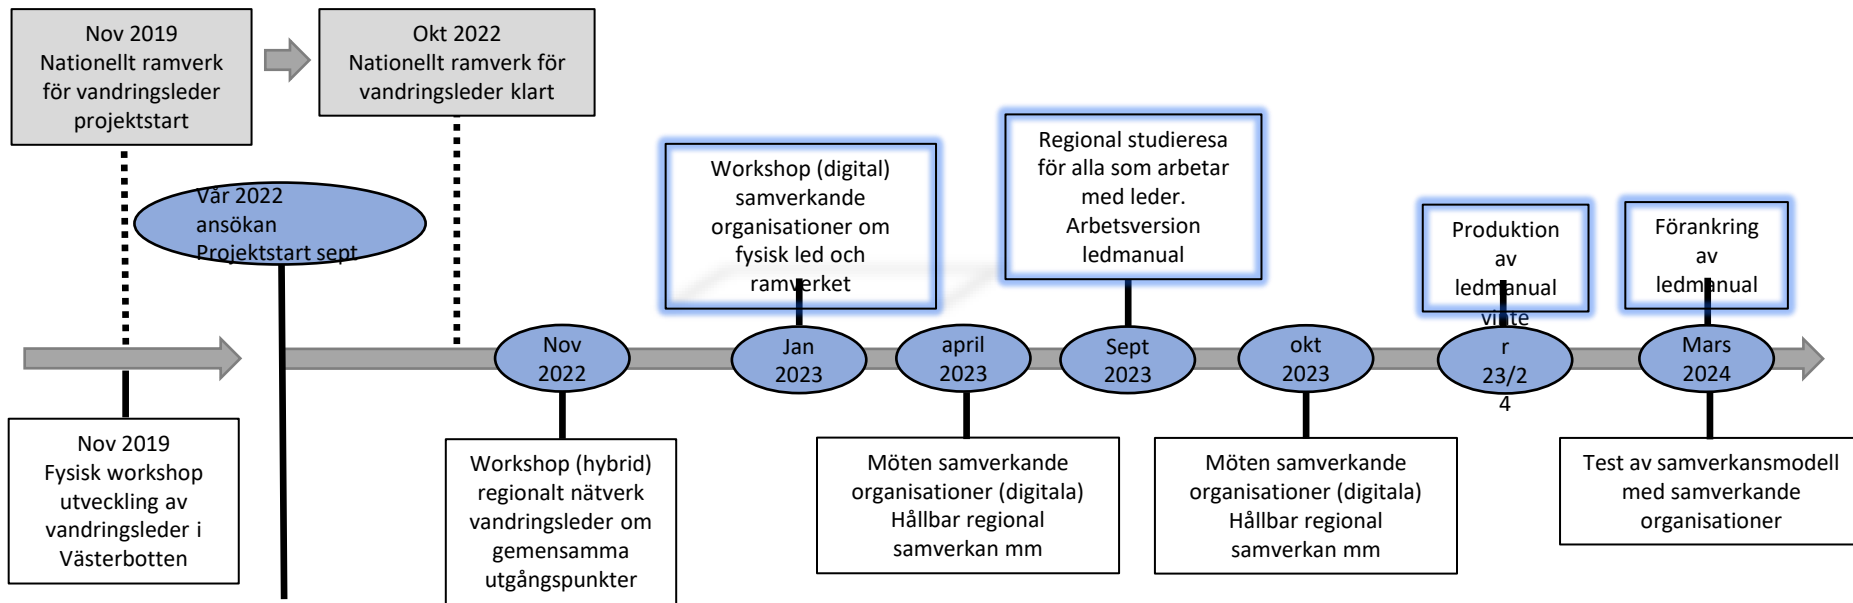 Nov 2019
Nationellt ramverk
för vandringsleder
projektstart
Okt 2022
Nationellt ramverk för
vandringsleder klart
Vår 2022
ansökan
Projektstart sept
Workshop (digital)
samverkande
organisationer om
fysisk led och
ramverket
Regional studieresa
för alla som arbetar
med leder.
Arbetsversion
ledmanual
Produktion
av
ledmanual
Förankring
av
ledmanual
Nov
2022
Jan
2023
april
2023
Sept
2023
okt
2023
vinte
r
23/2
4
Mars
2024
Nov 2019
Fysisk workshop
utveckling av
vandringsleder i
Västerbotten
Workshop (hybrid)
regionalt nätverk
vandringsleder om
gemensamma
utgångspunkter
Möten samverkande
organisationer (digitala)
Hållbar regional
samverkan mm
Möten samverkande
organisationer (digitala)
Hållbar regional
samverkan mm
Test av samverkansmodell
med samverkande
organisationer